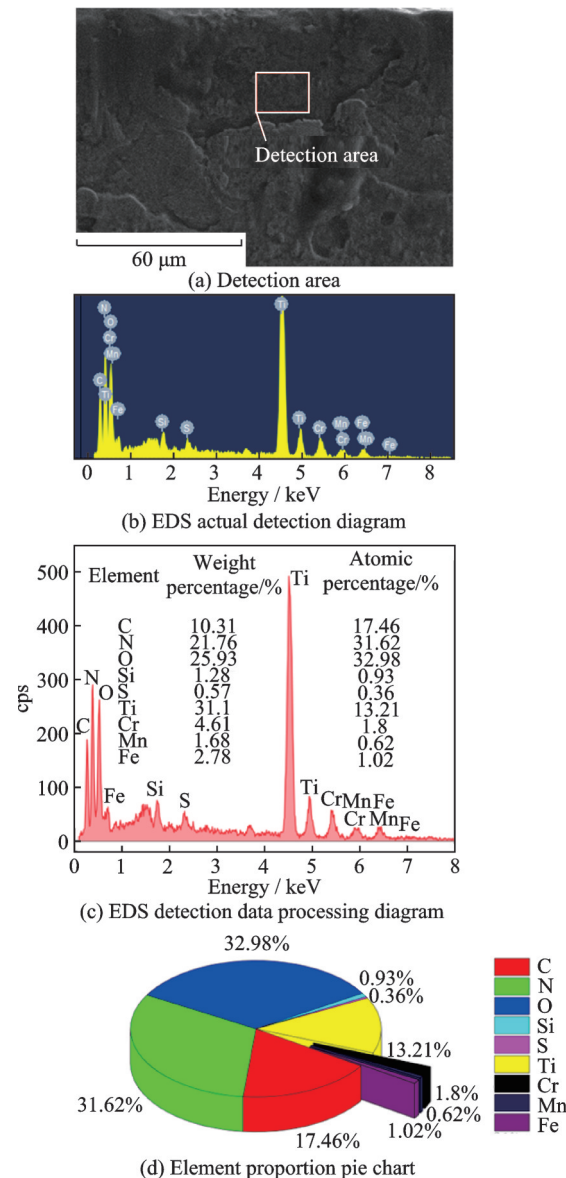 Detection area
60 μm
(a) Detection area
N
O
Cr
Mn
C
Ti
Fe
Si
S
Ti
Ti
Cr
Mn
Cr
Fe
Mn
Fe
0 1 2 3 4 5 6 7 8
Energy / keV
(b) EDS actual detection diagram
Element Weight percentage/% Atomic percentage/%
C 10.31 17.46
N 21.76 31.62
O 25.93 32.98
Si 1.28 0.93
S 0.57 0.36
Ti 31.1 13.21
Cr 4.61 1.8
Mn 1.68 0.62
Fe 2.78 1.02
500
400
300
200
100
0
cps
C
N
O
Fe
Si
S
Ti
Ti
Cr
Mn
Cr
Fe
Mn
Fe
0 1 2 3 4 5 6 7 8
Energy / keV
(c) EDS detection data processing diagram
32.98%
0.93%
0.36%
13.21%
1.8%
0.62%
1.02%
17.46%
31.62%
C
N
O
Si
S
Ti
Cr
Mn
Fe
(d) Element proportion pie chart